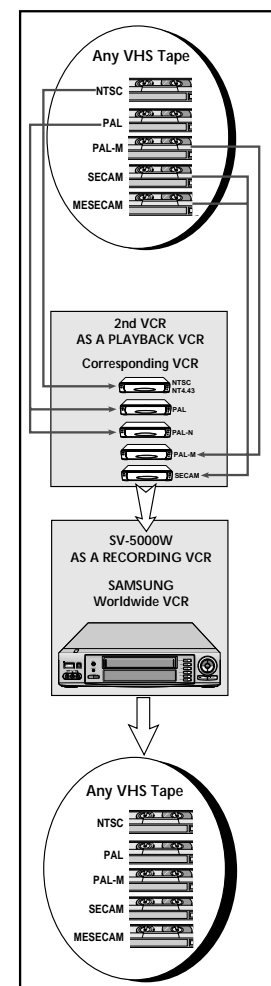 Any VHS Tape
NTSC
PAL
PAL-M
SECAM
MESECAM
2nd VCR
AS A PLAYBACK VCR
Corresponding VCR
NTSC
NT4.43
PAL
PAL-N
PAL-M
SECAM
SV-5000W
AS A RECORDING VCR
SAMSUNG
Worldwide VCR
Any VHS Tape
NTSC
PAL
PAL-M
SECAM
MESECAM